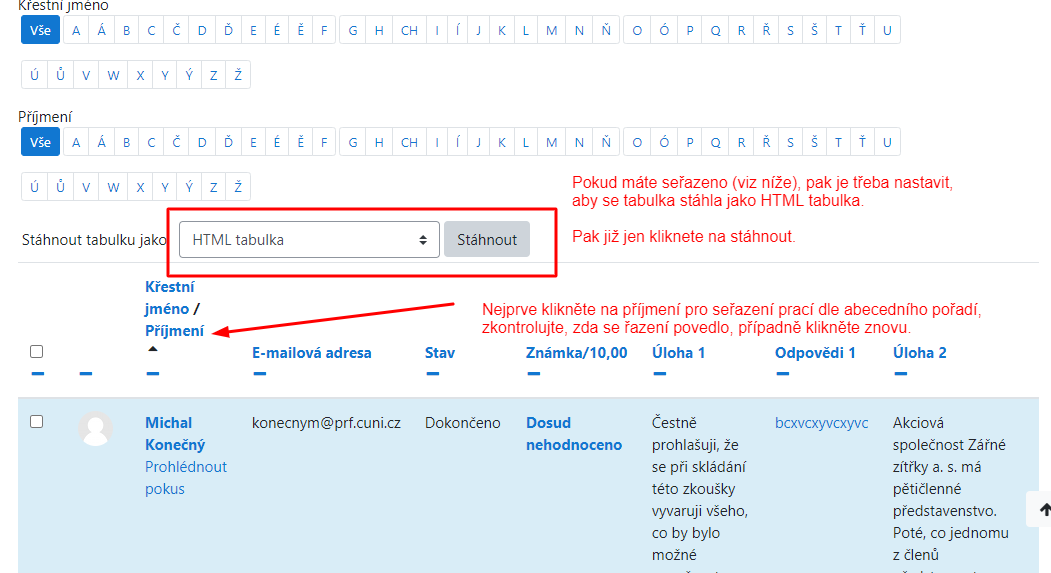 Křestní jméno
Vše A Á B C Č D Ď E É Ě F G H CH I Í J K L M N Ň O Ó P Q R Ř S Š T Ť U
Ú Ů V W X Y Ý Z Ž
Příjmení
Vše A Á B C Č D Ď E É Ě F G H CH I Í J K L M N Ň O Ó P Q R Ř S Š T Ť U
Ú Ů V W X Y Ý Z Ž
Pokud máte seřazeno (viz níže), pak je třeba nastavit,
aby se tabulka stáhla jako HTML tabulka.
Pak již jen kliknete na stáhnout.
Stáhnout tabulku jako HTML tabulka Stáhnout
Nejprve klikněte na příjmení pro seřazení prací dle abecedního pořadí,
zkontrolujte, zda se řazení povedlo, případně klikněte znovu.
Křestní
jméno /
Příjmení
E-mailová adresa
Stav
Známka/10,00
Úloha 1
Odpovědi 1
Úloha 2
Michal
Konečný
Prohlédnout
pokus
konecnym@prf.cuni.cz
Dokončeno
Dosud
nehodnoceno
Čestně
prohlašuji, že
se při skládání
této zkoušky
vyvaruji všeho,
co by bylo
možné
bcxvcxyvcxyvc
Akciová
společnost Zářné
zítřky a. s. má
pětičlenné
představenstvo.
Poté, co jednomu
z členů